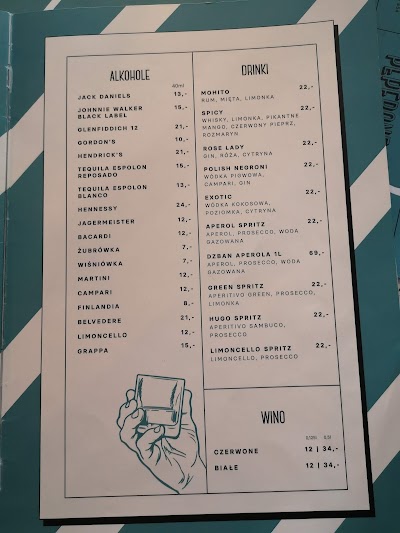 ALKOHOLE
40ml
JACK DANIELS 13,-
JOHNNIE WALKER 15,-
BLACK LABEL
GLENFIDDICH 12 21,-
GORDON'S 10,-
HENDRICK'S 21,-
TEQUILA ESPOLON 15,-
REPOSADO
TEQUILA ESPOLON 13,-
BLANCO
HENNESSY 24,-
JAGERMEISTER 12,-
BACARDI 12,-
ŻUBRÓWKA 7,-
WIŚNIÓWKA 7,-
MARTINI 12,-
CAMPARI 12,-
FINLANDIA 8,-
BELVEDERE 21,-
LIMONCELLO 12,-
GRAPPA 15,-
DRINKI
MOHITO 22,-
RUM, MIĘTA, LIMONKA
SPICY 22,-
WHISKY, LIMONKA, PIKANTNE
MANGO, CZERWONY PIEPRZ,
ROZMARYN
ROSE LADY 22,-
GIN, RÓŻA, CYTRYNA
POLISH NEGRONI 22,-
WÓDKA PIGWOWA,
CAMPARI, GIN
EXOTIC 22,-
WÓDKA KOKOSOWA,
POZIOMKA, CYTRYNA
APEROL SPRITZ 22,-
APEROL, PROSECCO, WODA
GAZOWANA
DZBAN APEROLA 1L 69,-
APEROL, PROSECCO, WODA
GAZOWANA
GREEN SPRITZ 22,-
APERITIVO GREEN, PROSECCO,
LIMONKA
HUGO SPRITZ 22,-
APERITIVO SAMBUCO,
PROSECCO
LIMONCELLO SPRITZ 22,-
LIMONCELLO, PROSECCO
WINO
CZERWONE 12 | 34,-
BIAŁE 12 | 34,-